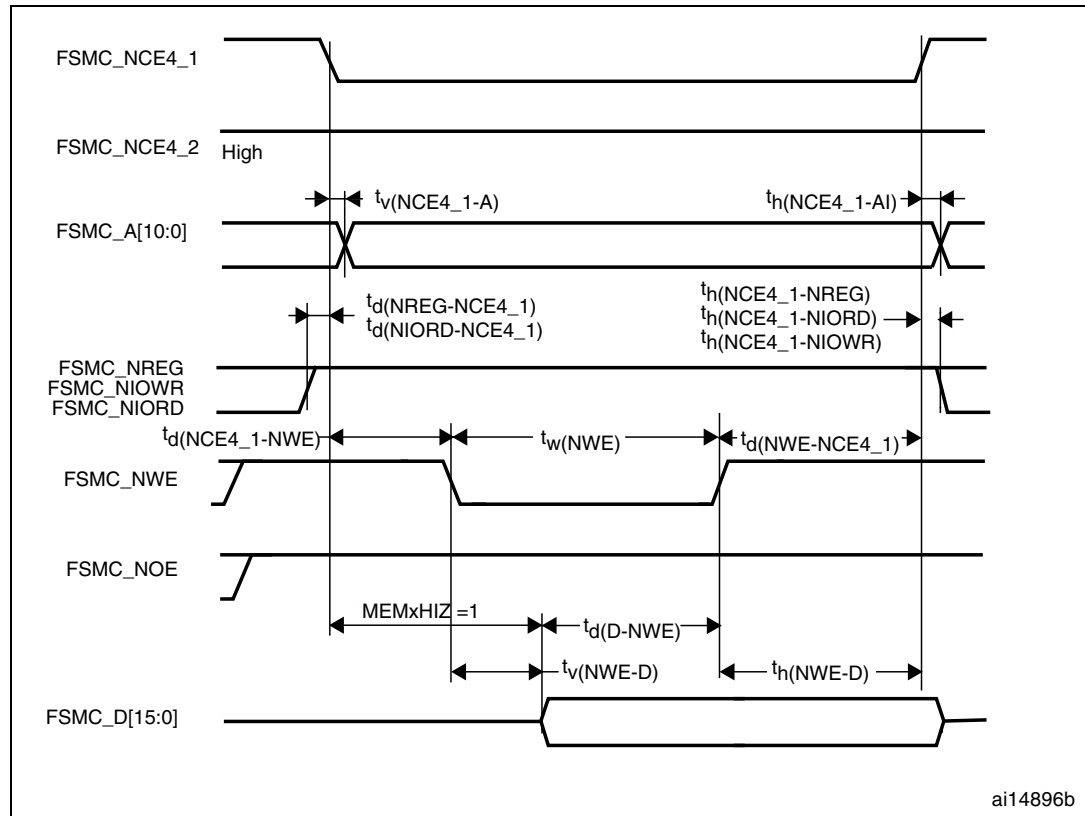 FSMC_NCE4_1
FSMC_NCE4_2 High
tv(NCE4_1-A) th(NCE4_1-AI)
FSMC_A[10:0]
td(NREG-NCE4_1) th(NCE4_1-NREG)
td(NIORD-NCE4_1) th(NCE4_1-NIORD)
th(NCE4_1-NIOWR)
FSMC_NREG
FSMC_NIOWR
FSMC_NIORD
td(NCE4_1-NWE) tw(NWE) td(NWE-NCE4_1)
FSMC_NWE
FSMC_NOE
MEMxHIZ =1 td(D-NWE)
tv(NWE-D) th(NWE-D)
FSMC_D[15:0]
ai14896b